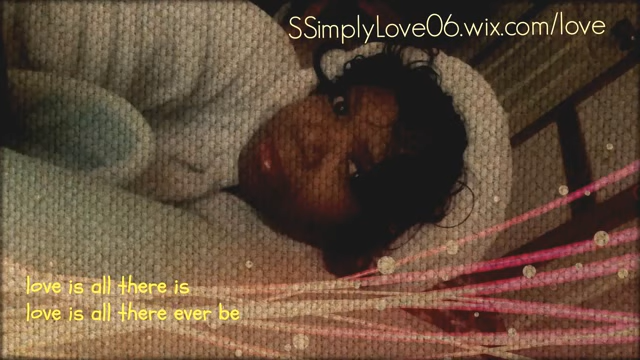 SSimplyLove06.wix.com/love
love is all there is
love is all there ever be